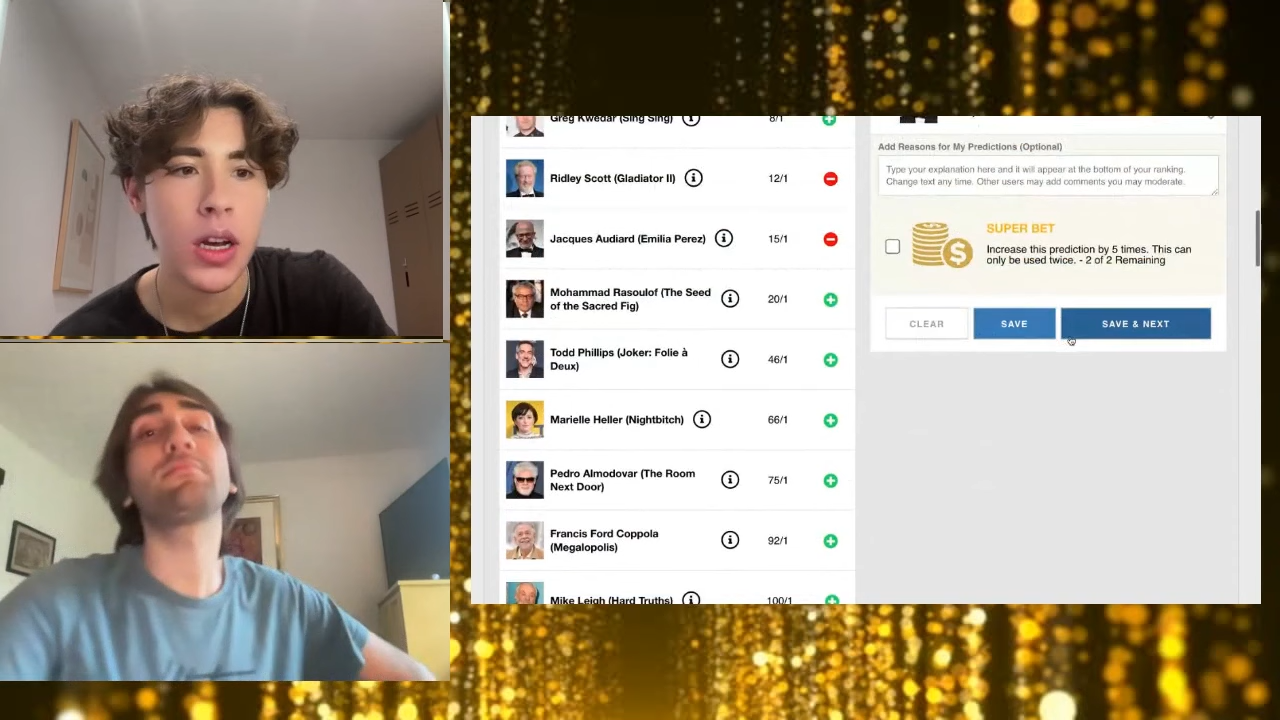 Greg Kwedar (Sing Sing) 8/1
Ridley Scott (Gladiator II) 12/1
Jacques Audiard (Emilia Perez) 15/1
Mohammad Rasoulof (The Seed
of the Sacred Fig) 20/1
Todd Phillips (Joker: Folie à
Deux) 46/1
Marielle Heller (Nightbitch) 66/1
Pedro Almodovar (The Room
Next Door) 75/1
Francis Ford Coppola
(Megalopolis) 92/1
Mike Leigh (Hard Truths) 100/1
Add Reasons for My Predictions (Optional)
Type your explanation here and it will appear at the bottom of your ranking.
Change text any time. Other users may add comments you may moderate.
SUPER BET
Increase this prediction by 5 times. This can
only be used twice. - 2 of 2 Remaining
CLEAR
SAVE
SAVE & NEXT